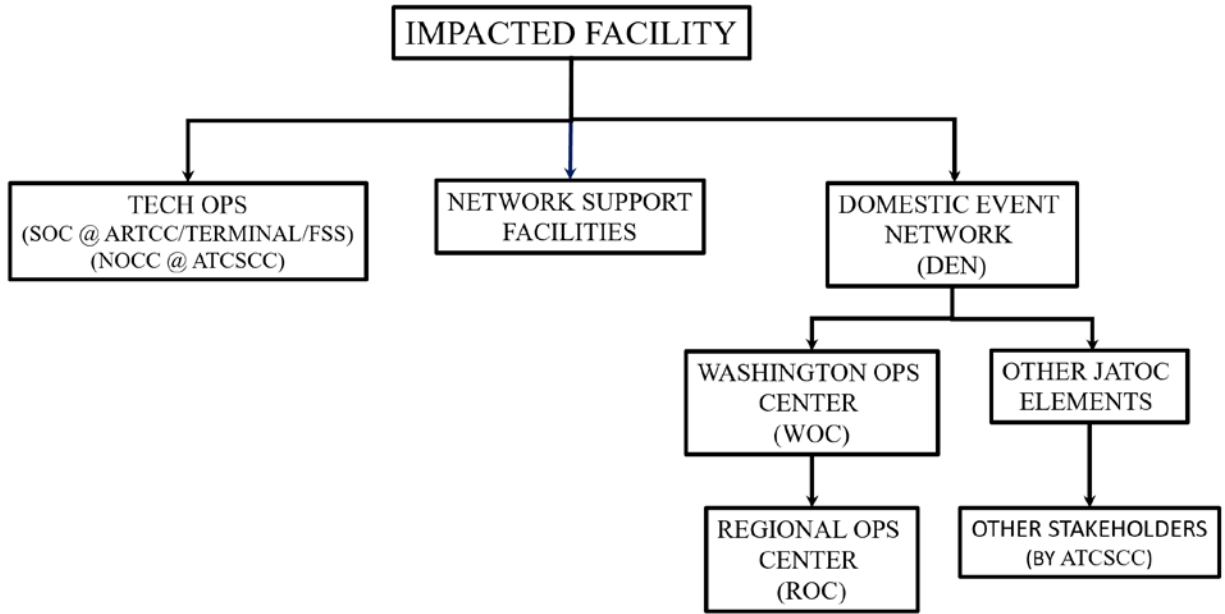 IMPACTED FACILITY
TECH OPS
(SOC @ ARTCC/TERMINAL/FSS)
(NOCC @ ATCSCC)
NETWORK SUPPORT
FACILITIES
DOMESTIC EVENT
NETWORK
(DEN)
WASHINGTON OPS
CENTER
(WOC)
OTHER JATOC
ELEMENTS
REGIONAL OPS
CENTER
(ROC)
OTHER STAKEHOLDERS
(BY ATCSCC)